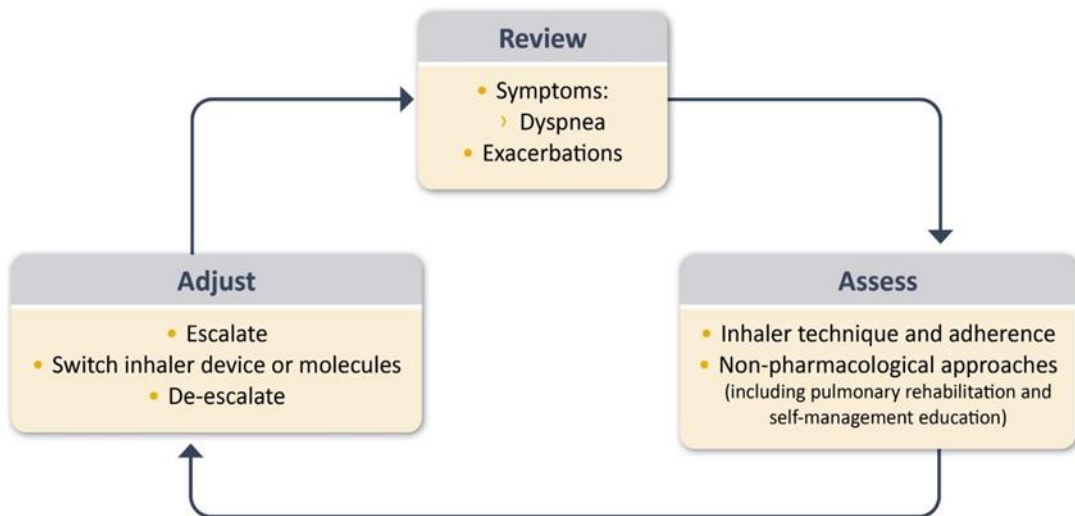 Review
• Symptoms:
› Dyspnea
• Exacerbations
Adjust
• Escalate
• Switch inhaler device or molecules
• De-escalate
Assess
• Inhaler technique and adherence
• Non-pharmacological approaches
(including pulmonary rehabilitation and
self-management education)